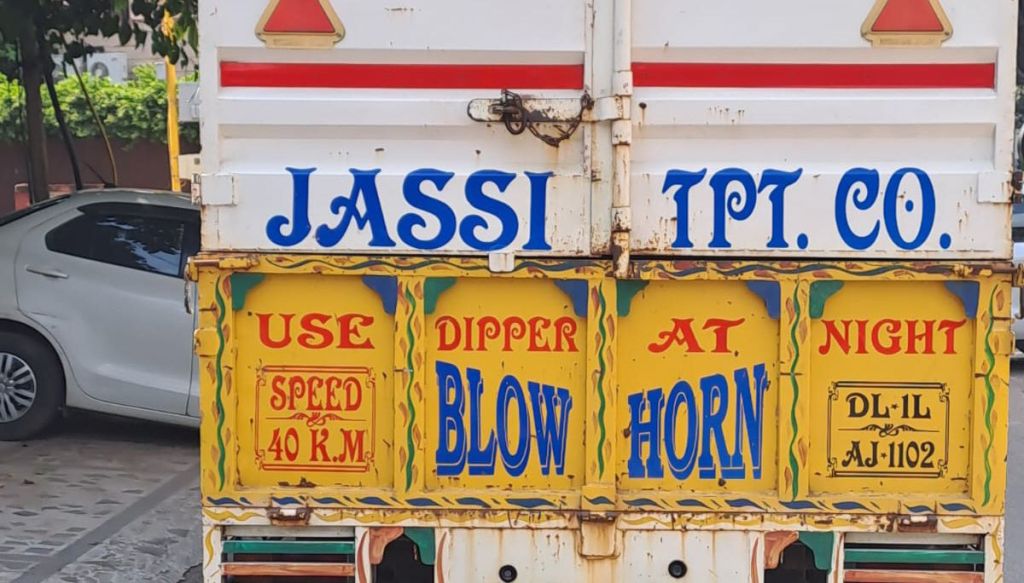 JASSI TPT. CO.
USE DIPPER AT NIGHT
SPEED
40 K.M
BLOW HORN
DL-1L
AJ-1102